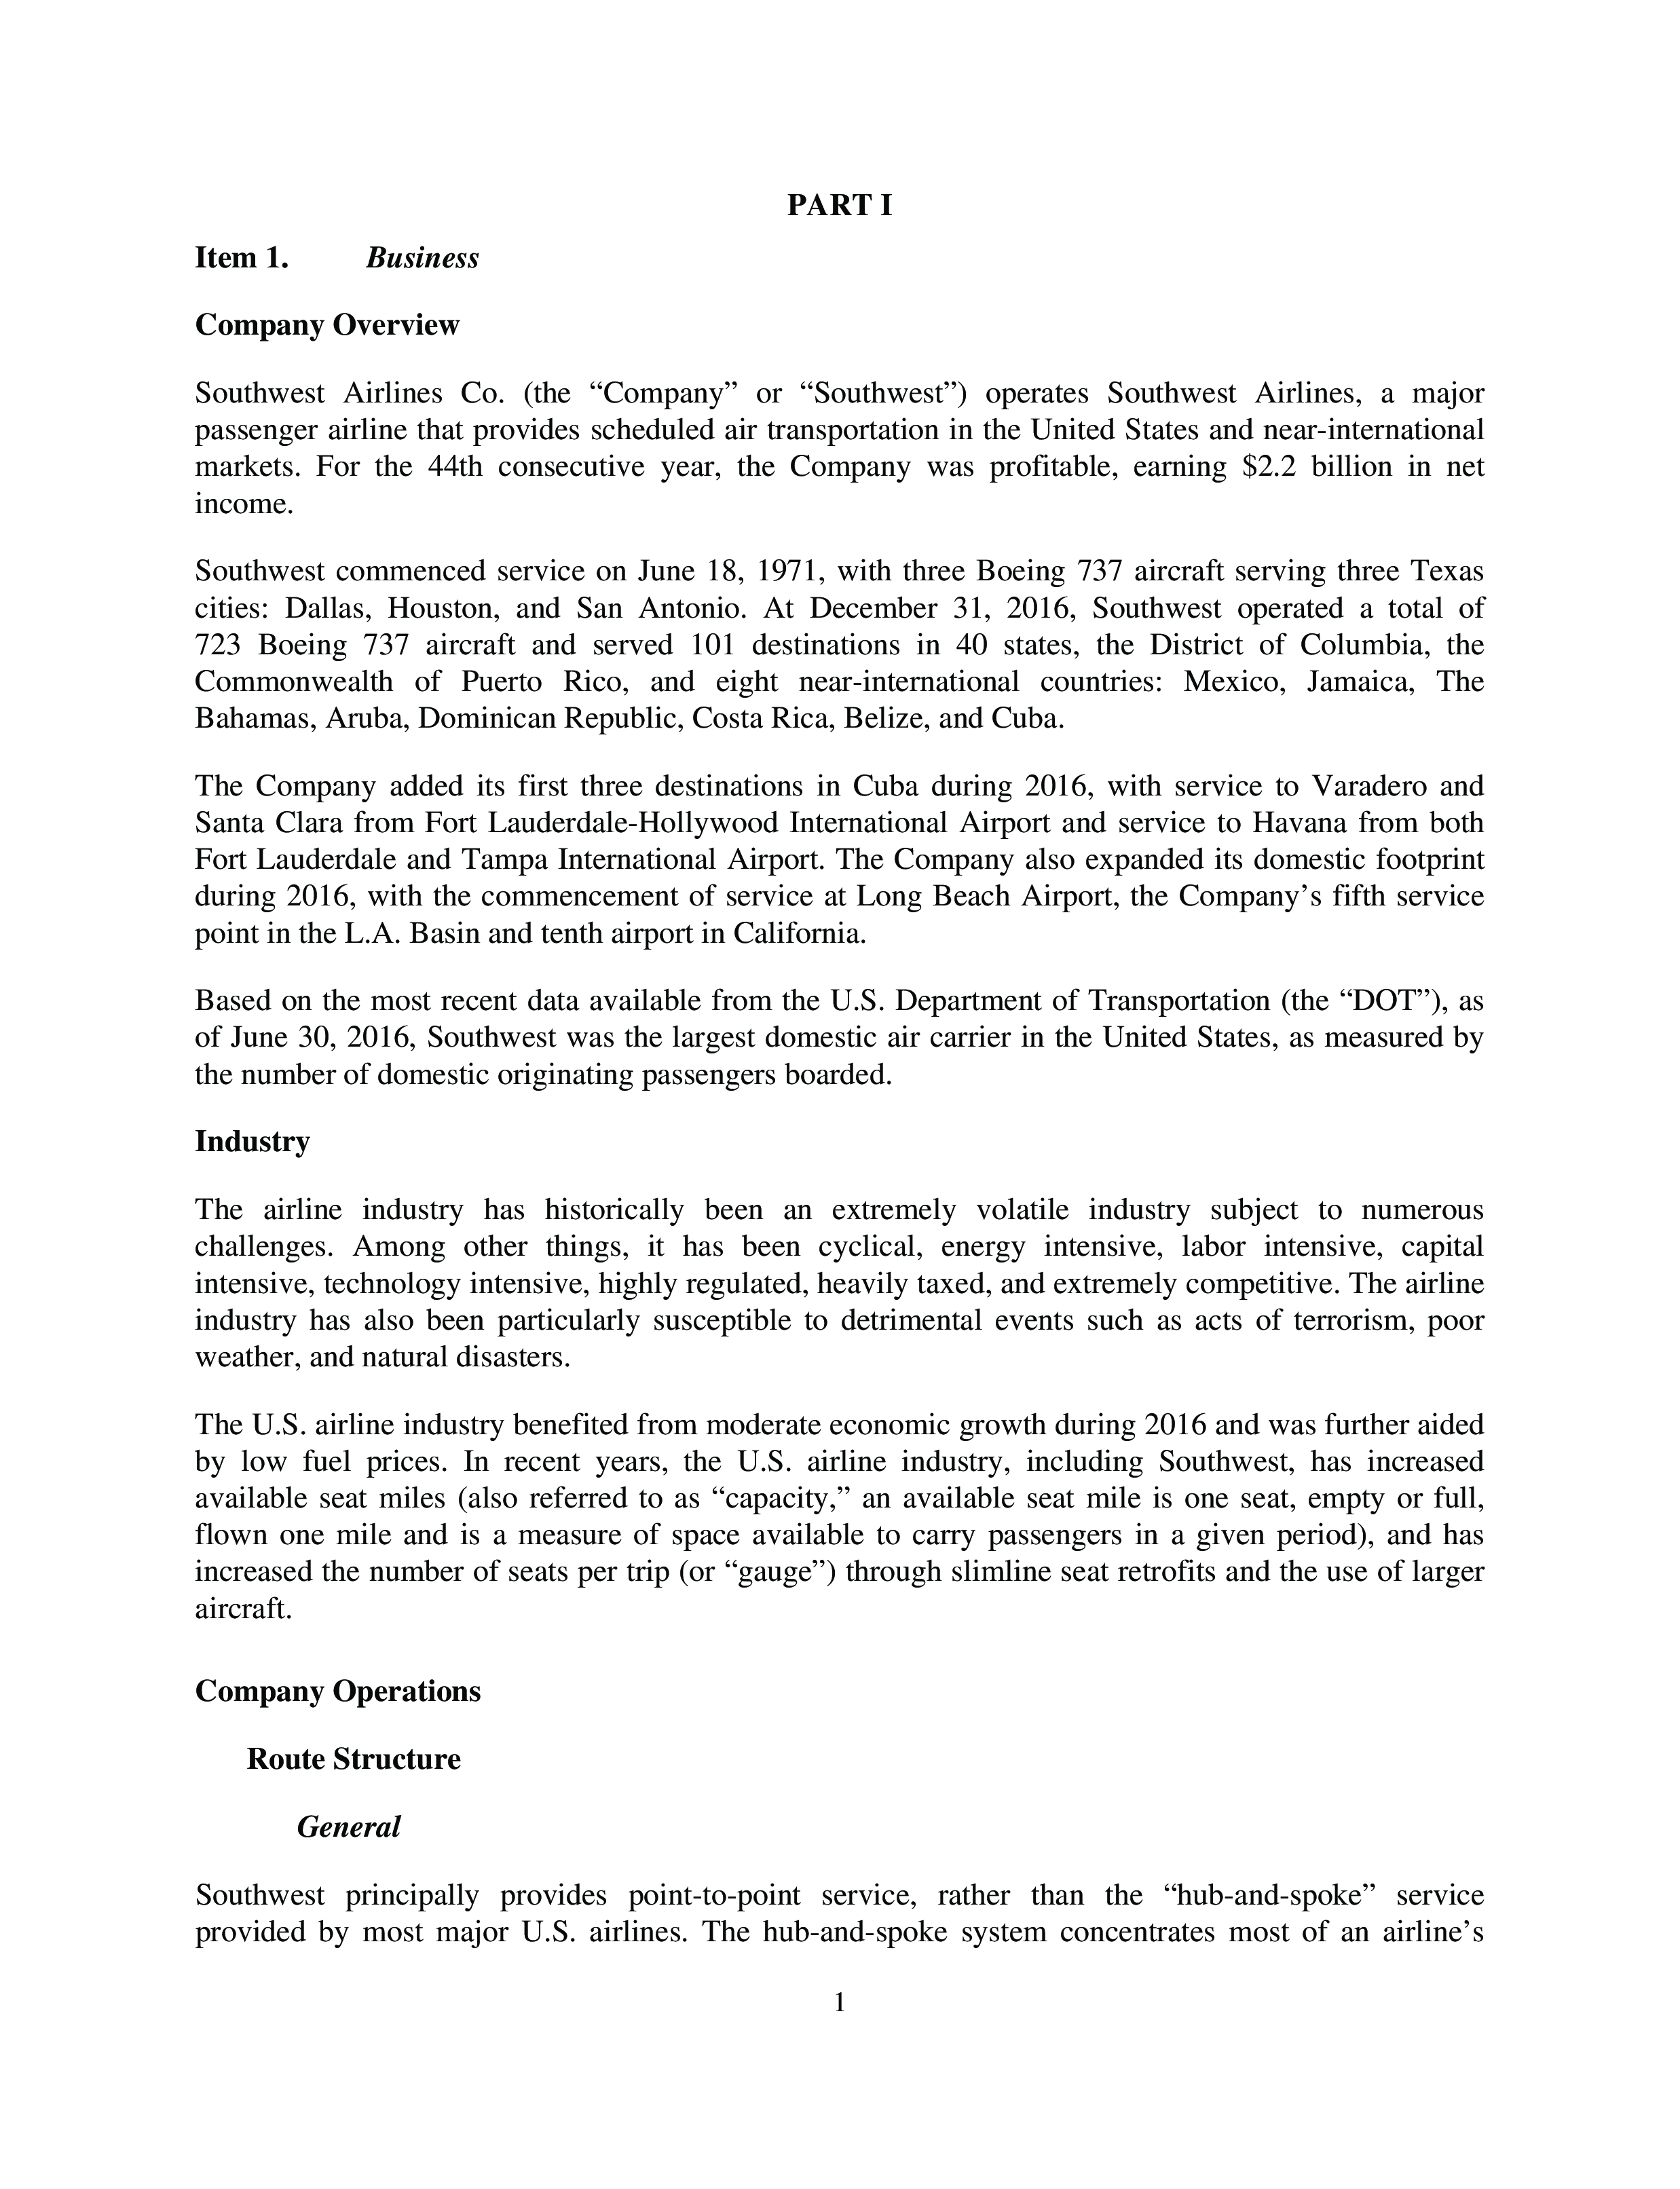 PART I
Item 1. Business
Company Overview
Southwest Airlines Co. (the “Company” or “Southwest”) operates Southwest Airlines, a major
passenger airline that provides scheduled air transportation in the United States and near-international
markets. For the 44th consecutive year, the Company was profitable, earning $2.2 billion in net
income.
Southwest commenced service on June 18, 1971, with three Boeing 737 aircraft serving three Texas
cities: Dallas, Houston, and San Antonio. At December 31, 2016, Southwest operated a total of
723 Boeing 737 aircraft and served 101 destinations in 40 states, the District of Columbia, the
Commonwealth of Puerto Rico, and eight near-international countries: Mexico, Jamaica, The
Bahamas, Aruba, Dominican Republic, Costa Rica, Belize, and Cuba.
The Company added its first three destinations in Cuba during 2016, with service to Varadero and
Santa Clara from Fort Lauderdale-Hollywood International Airport and service to Havana from both
Fort Lauderdale and Tampa International Airport. The Company also expanded its domestic footprint
during 2016, with the commencement of service at Long Beach Airport, the Company’s fifth service
point in the L.A. Basin and tenth airport in California.
Based on the most recent data available from the U.S. Department of Transportation (the “DOT”), as
of June 30, 2016, Southwest was the largest domestic air carrier in the United States, as measured by
the number of domestic originating passengers boarded.
Industry
The airline industry has historically been an extremely volatile industry subject to numerous
challenges. Among other things, it has been cyclical, energy intensive, labor intensive, capital
intensive, technology intensive, highly regulated, heavily taxed, and extremely competitive. The airline
industry has also been particularly susceptible to detrimental events such as acts of terrorism, poor
weather, and natural disasters.
The U.S. airline industry benefited from moderate economic growth during 2016 and was further aided
by low fuel prices. In recent years, the U.S. airline industry, including Southwest, has increased
available seat miles (also referred to as “capacity,” an available seat mile is one seat, empty or full,
flown one mile and is a measure of space available to carry passengers in a given period), and has
increased the number of seats per trip (or “gauge”) through slimline seat retrofits and the use of larger
aircraft.
Company Operations
Route Structure
General
Southwest principally provides point-to-point service, rather than the “hub-and-spoke” service
provided by most major U.S. airlines. The hub-and-spoke system concentrates most of an airline’s
1